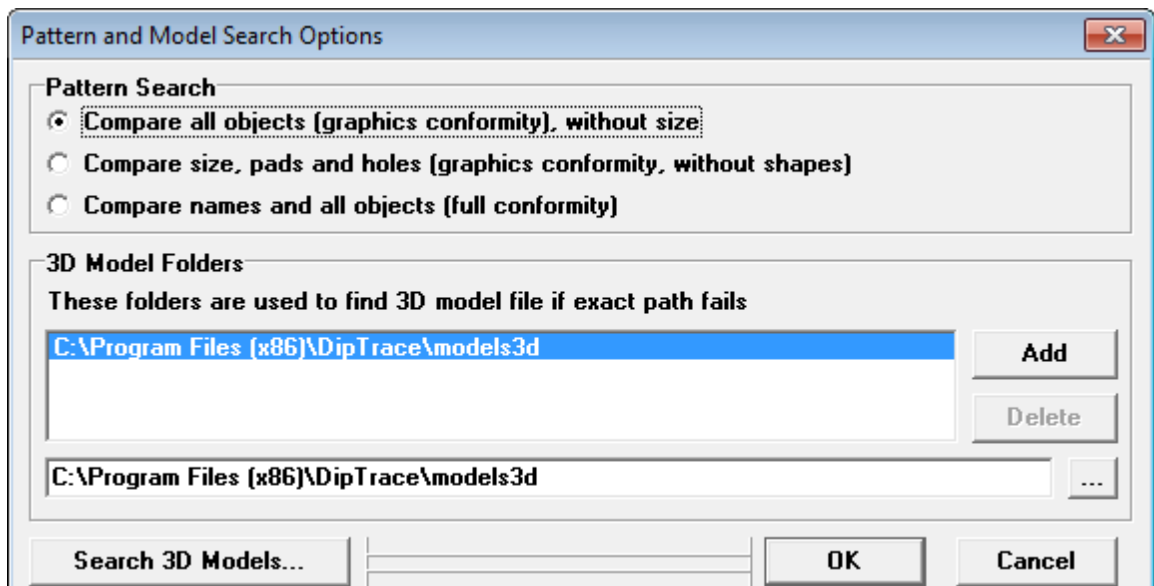 Pattern and Model Search Options
Pattern Search
Compare all objects (graphics conformity), without size
Compare size, pads and holes (graphics conformity, without shapes)
Compare names and all objects (full conformity)
3D Model Folders
These folders are used to find 3D model file if exact path fails
C:\Program Files (x86)\DipTrace\models3d
Add
Delete
C:\Program Files (x86)\DipTrace\models3d
...
Search 3D Models...
OK
Cancel